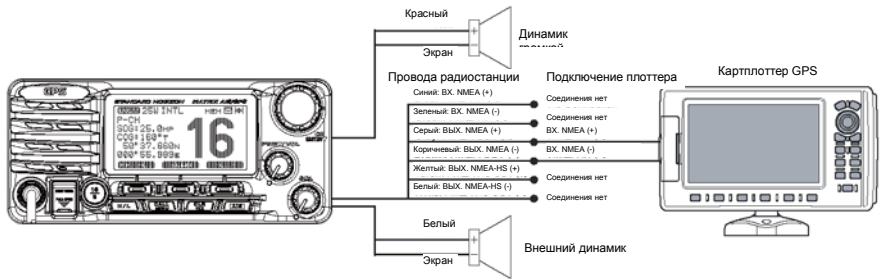 Красный
Динамик
Экран
Провода радиостанции
Подключение плоттера
Картплоттер GPS
Синий: ВХ. NMEA (+)
Соединения нет
Зеленый: ВХ. NMEA (-)
Соединения нет
Серый: ВЫХ. NMEA (+)
ВХ. NMEA (+)
Коричневый: ВЫХ. NMEA (-)
ВХ. NMEA (-)
Желтый: ВЫХ. NMEA-HS (+)
Соединения нет
Белый: ВЫХ. NMEA-HS (-)
Соединения нет
Белый
Экран
Внешний динамик
GPS
STANDARD HORIZON MATRIX AIS/GPS
25W INTL
P-CH
SOG: 25.0
COG: 160°T
16